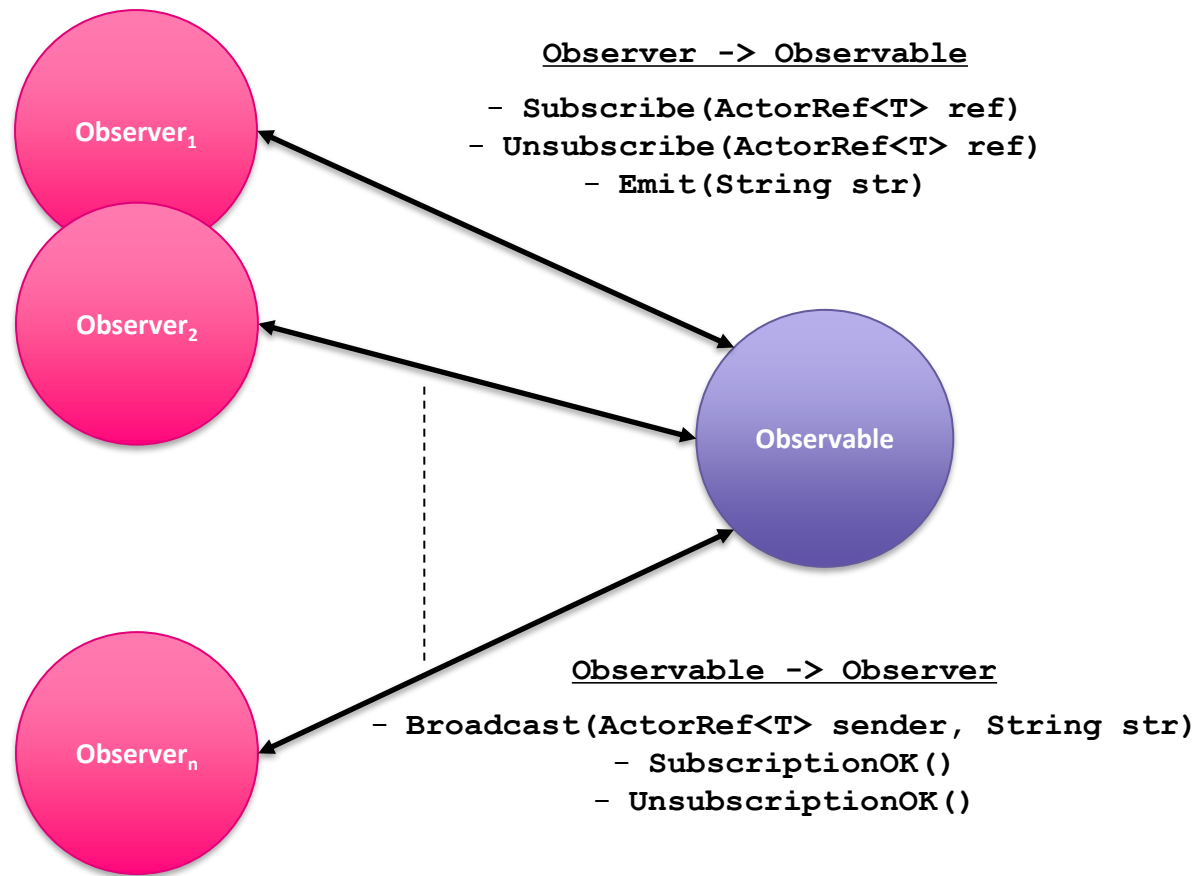 Observer -> Observable
- Subscribe(ActorRef<T> ref)
- Unsubscribe(ActorRef<T> ref)
- Emit(String str)
Observer₁
Observer₂
Observable
Observable -> Observer
- Broadcast(ActorRef<T> sender, String str)
- SubscriptionOK()
- UnsubscriptionOK()
Observerₙ